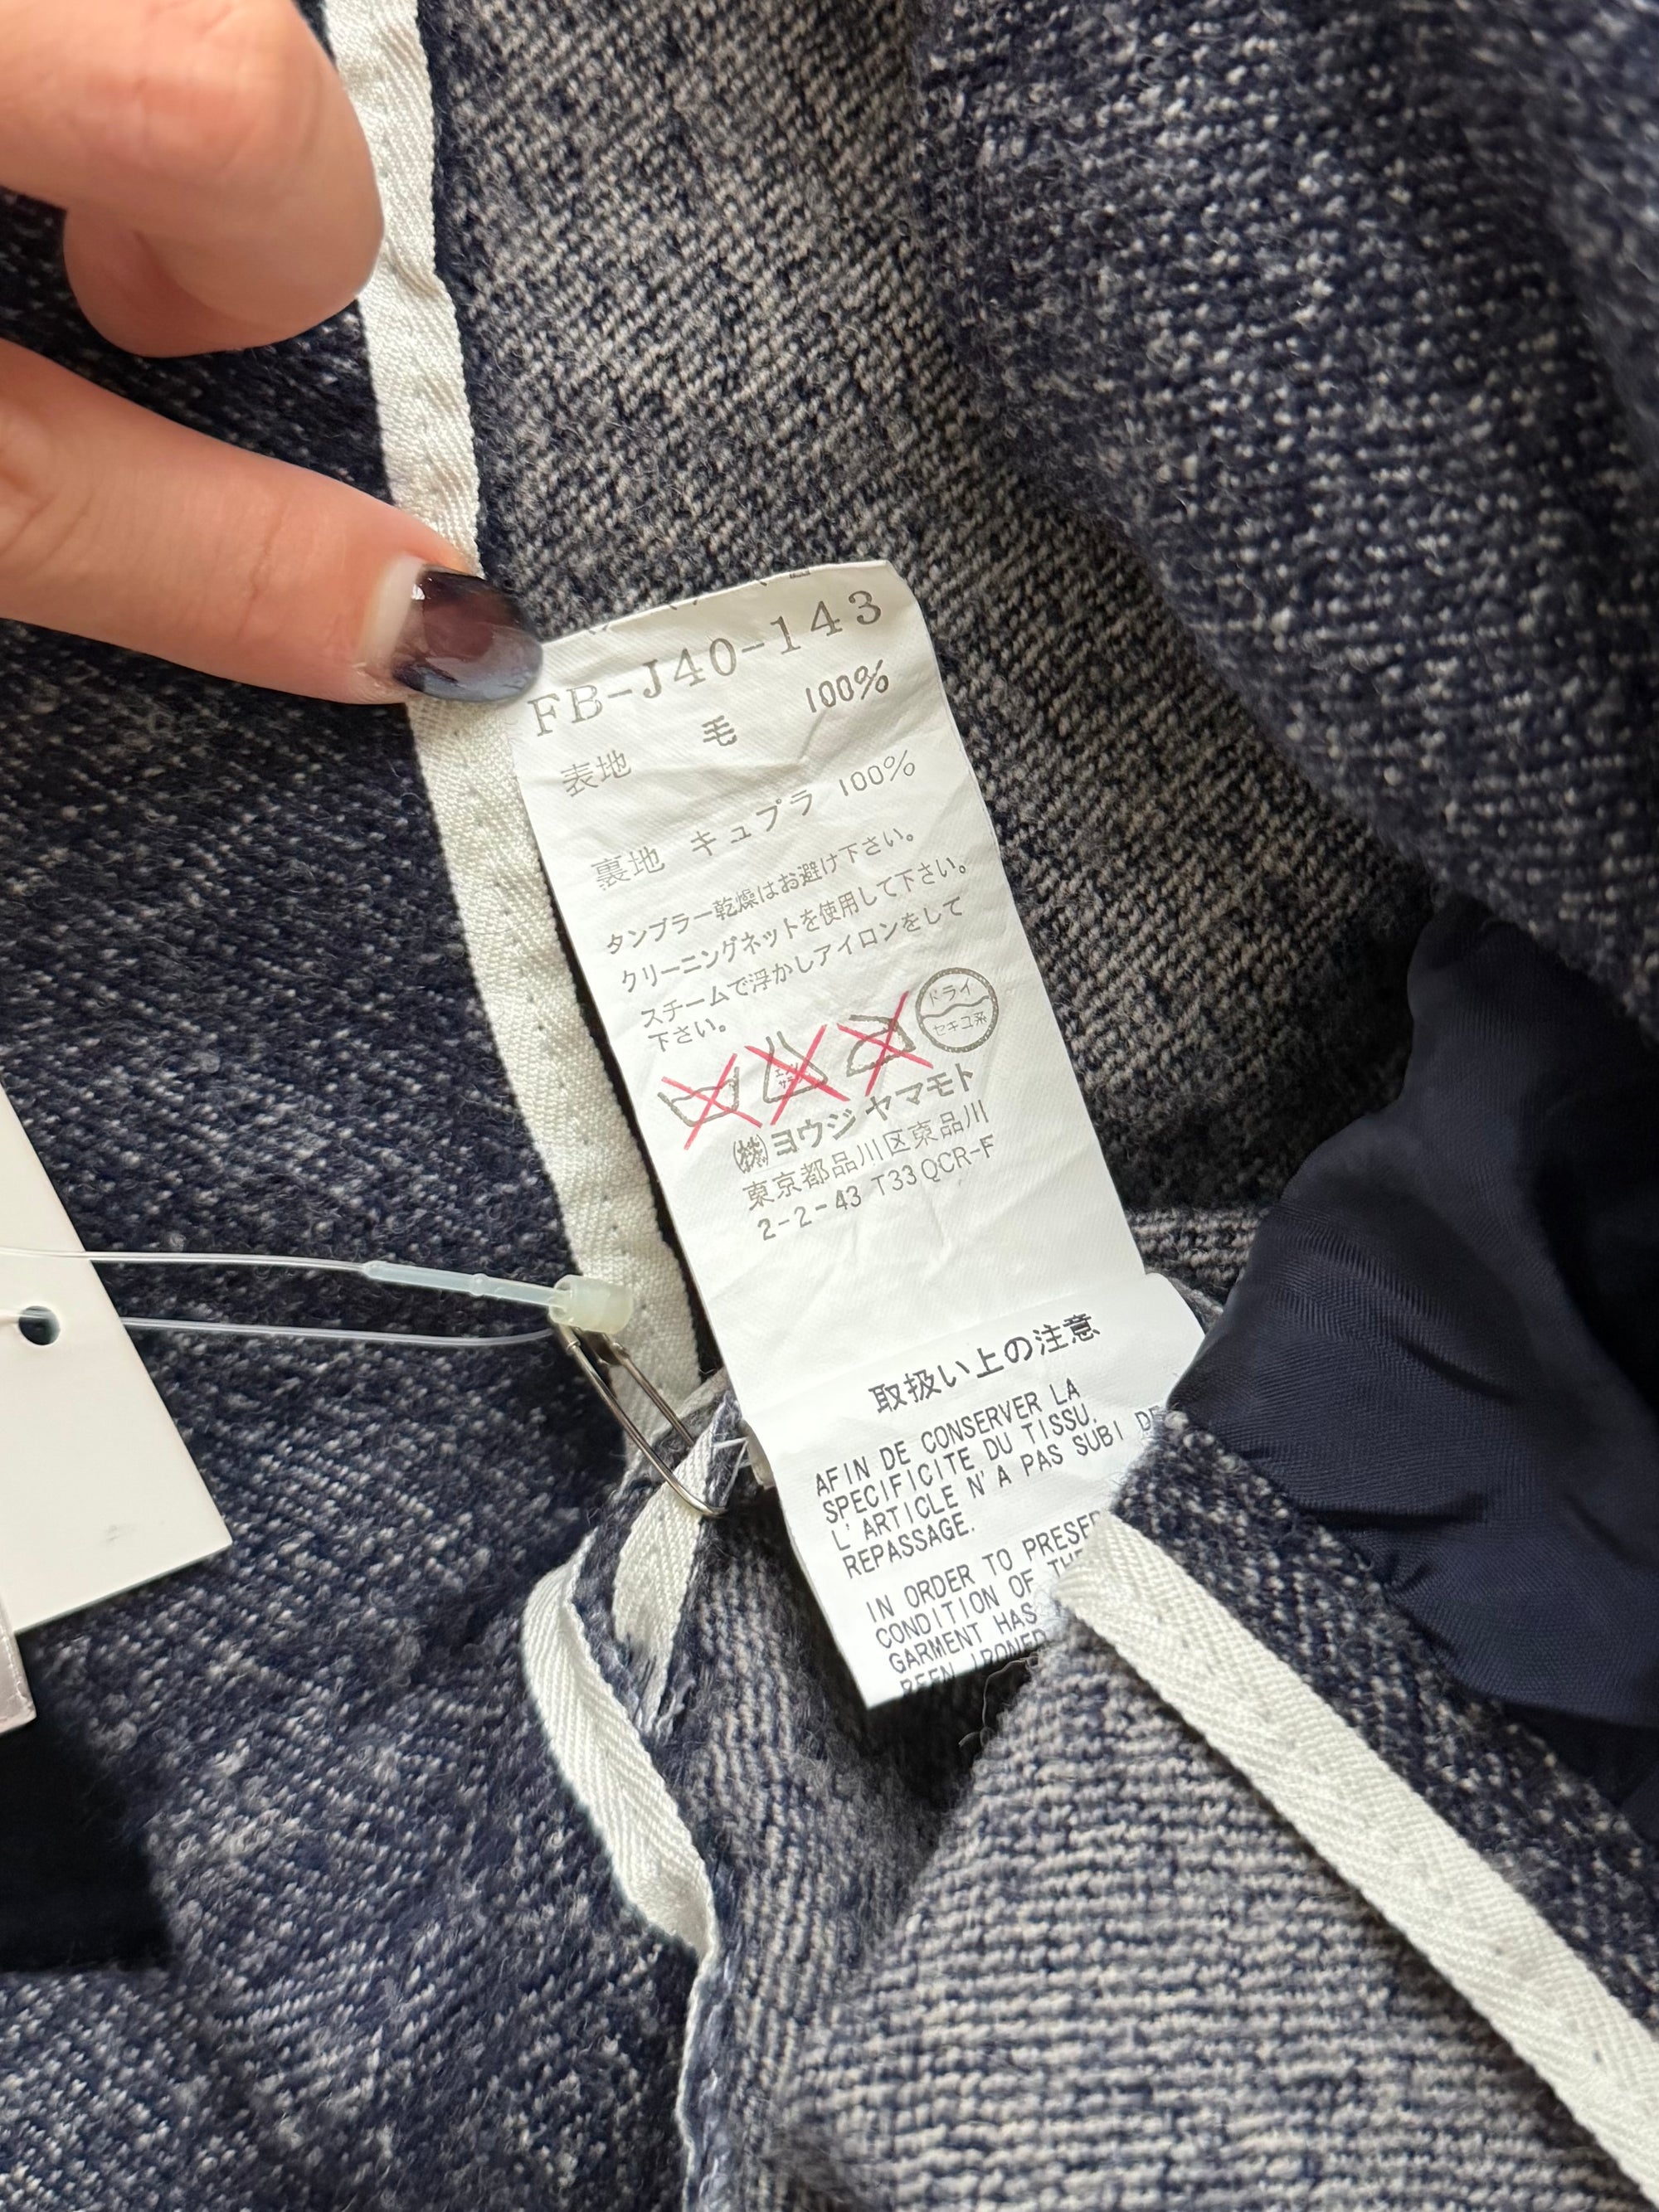 FB-J40-143
表地 毛 100%
裏地 キュプラ 100%
タンブラー乾燥はお避け下さい。
クリーニングネットを使用して下さい。
スチームで浮かしアイロンをして
下さい。
ドライ
セキユ系
㈱ヨウジヤマモト
東京都品川区東品川
2-2-43 T33 QCR-F
取扱い上の注意
AFIN DE CONSERVER LA
SPECIFICITE DU TISSU,
L'ARTICLE N'A PAS SUBI DE
REPASSAGE.
IN ORDER TO PRESER
CONDITION OF THE
GARMENT HAS
BEEN IRONED